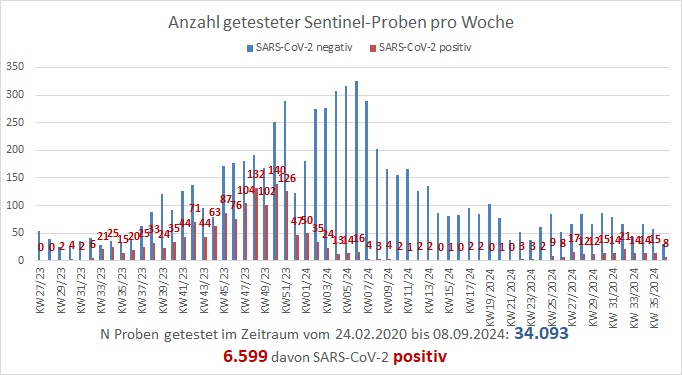 Anzahl getesteter Sentinel-Proben pro Woche
SARS-CoV-2 negativ SARS-CoV-2 positiv
350
300
250
200
150
100
50
0
0 0 2 4 2 6 21 25 15 20 25 33 24 35 44 71 44 63 87 76 104 132 102 140 126 47 50 35 24 13 14 16 4 3 4 2 1 2 2 1 0 2 2 1 1 0 3 3 2 9 8 17 12 12 15 14 21 14 14 15 8
KW27/23 KW29/23 KW31/23 KW33/23 KW35/23 KW37/23 KW39/23 KW41/23 KW43/23 KW45/23 KW47/23 KW49/23 KW51/23 KW01/24 KW03/24 KW05/24 KW07/24 KW09/24 KW11/24 KW13/24 KW15/24 KW17/24 KW19/2024 KW21/2024 KW23/2024 KW25/2024 KW27/2024 KW29/2024 KW 31/2024 KW 33/2024 KW 35/2024
N Proben getestet im Zeitraum vom 24.02.2020 bis 08.09.2024: 34.093
6.599 davon SARS-CoV-2 positiv